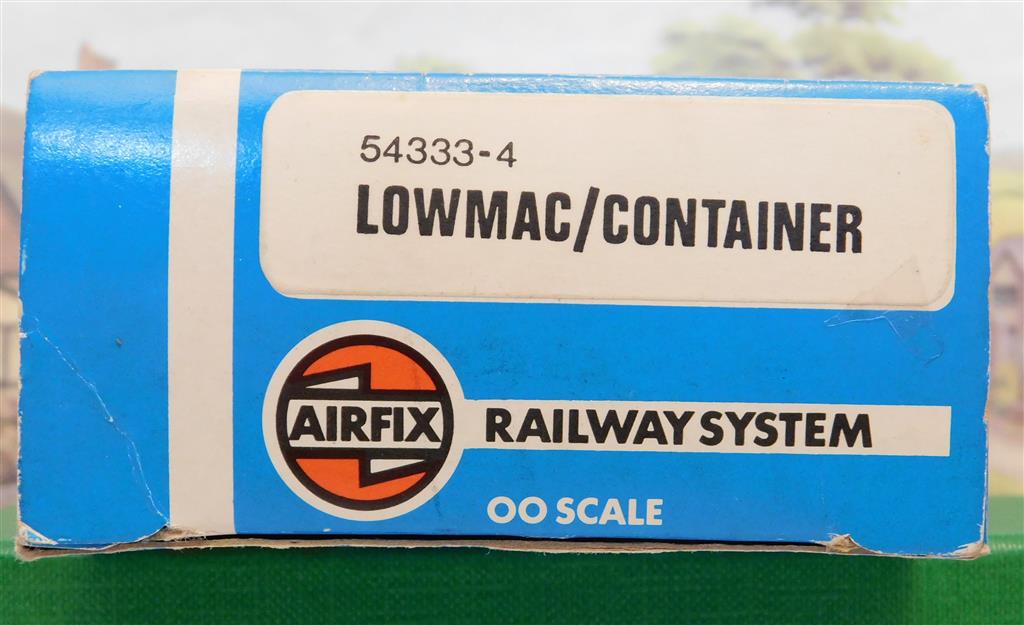 54333-4
LOWMAC/CONTAINER
AIRFIX RAILWAY SYSTEM
OO SCALE